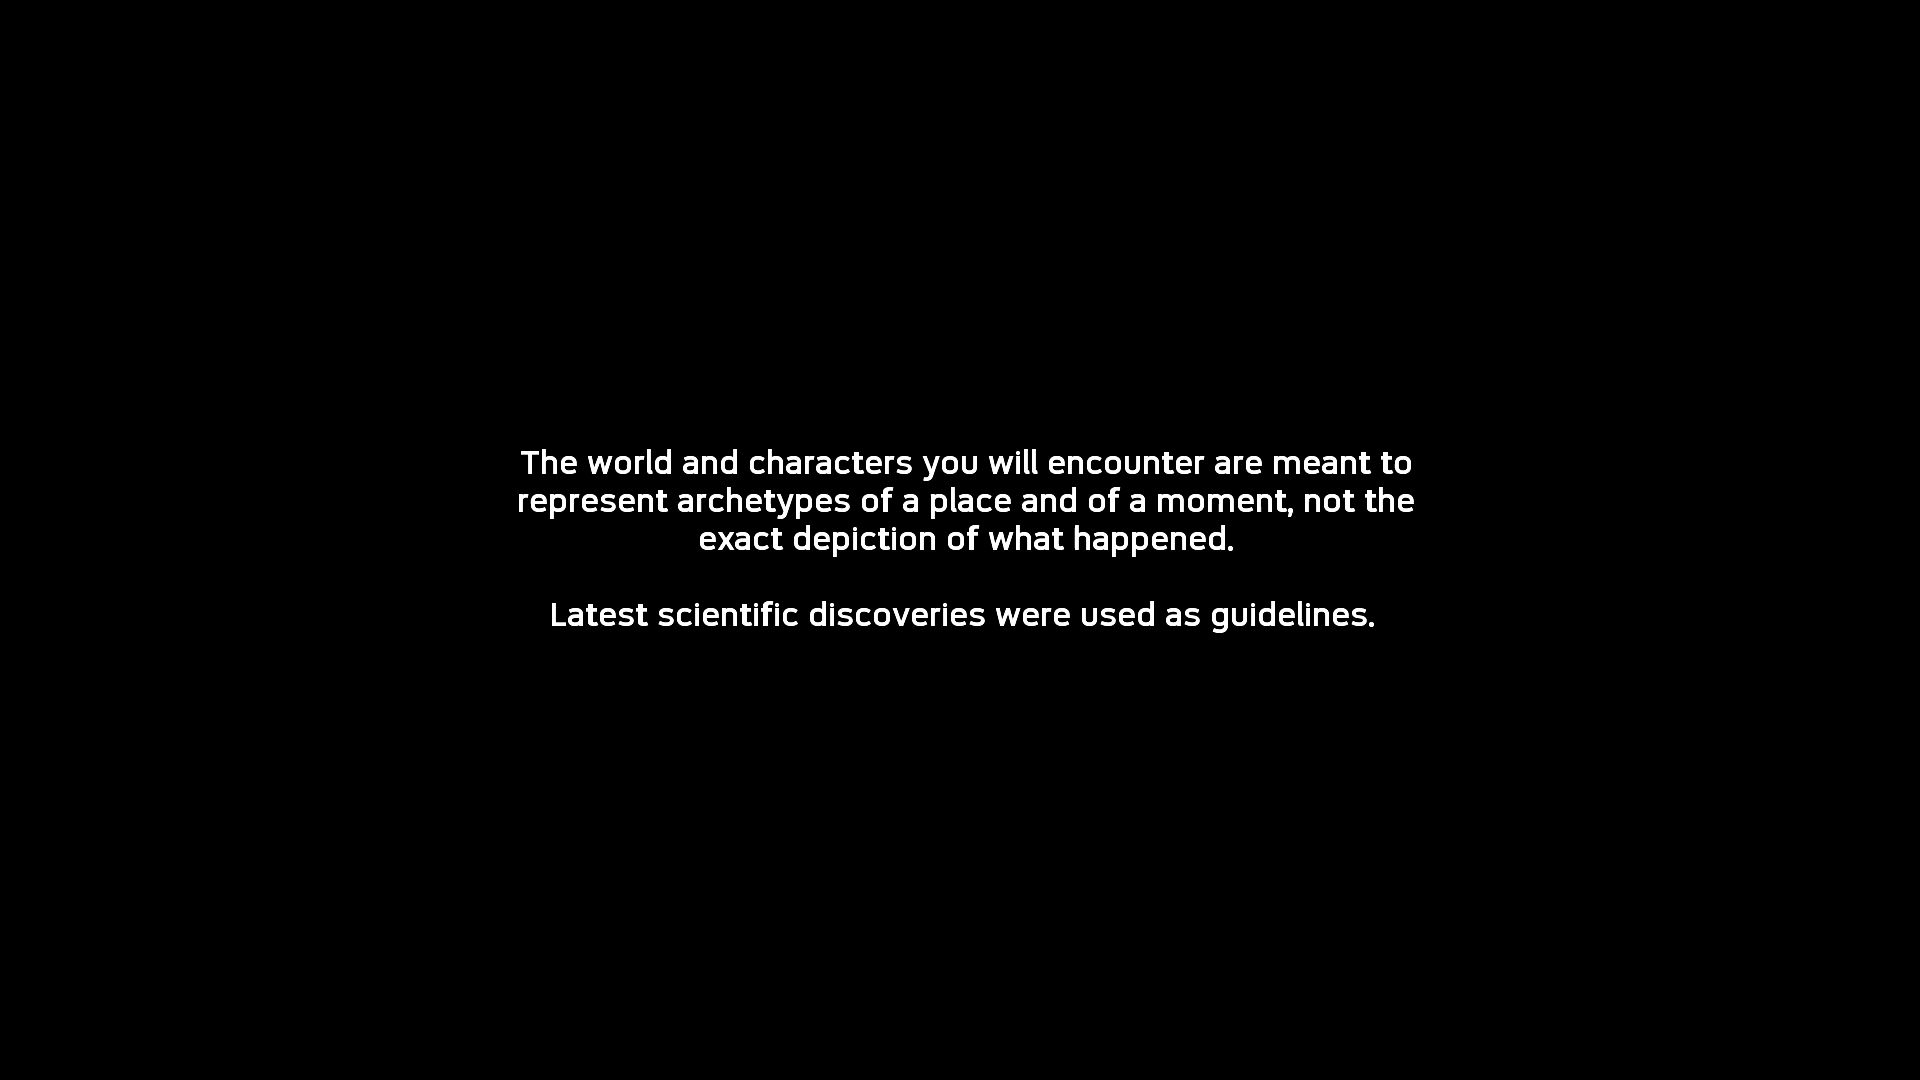 The world and characters you will encounter are meant to
represent archetypes of a place and of a moment, not the
exact depiction of what happened.
Latest scientific discoveries were used as guidelines.